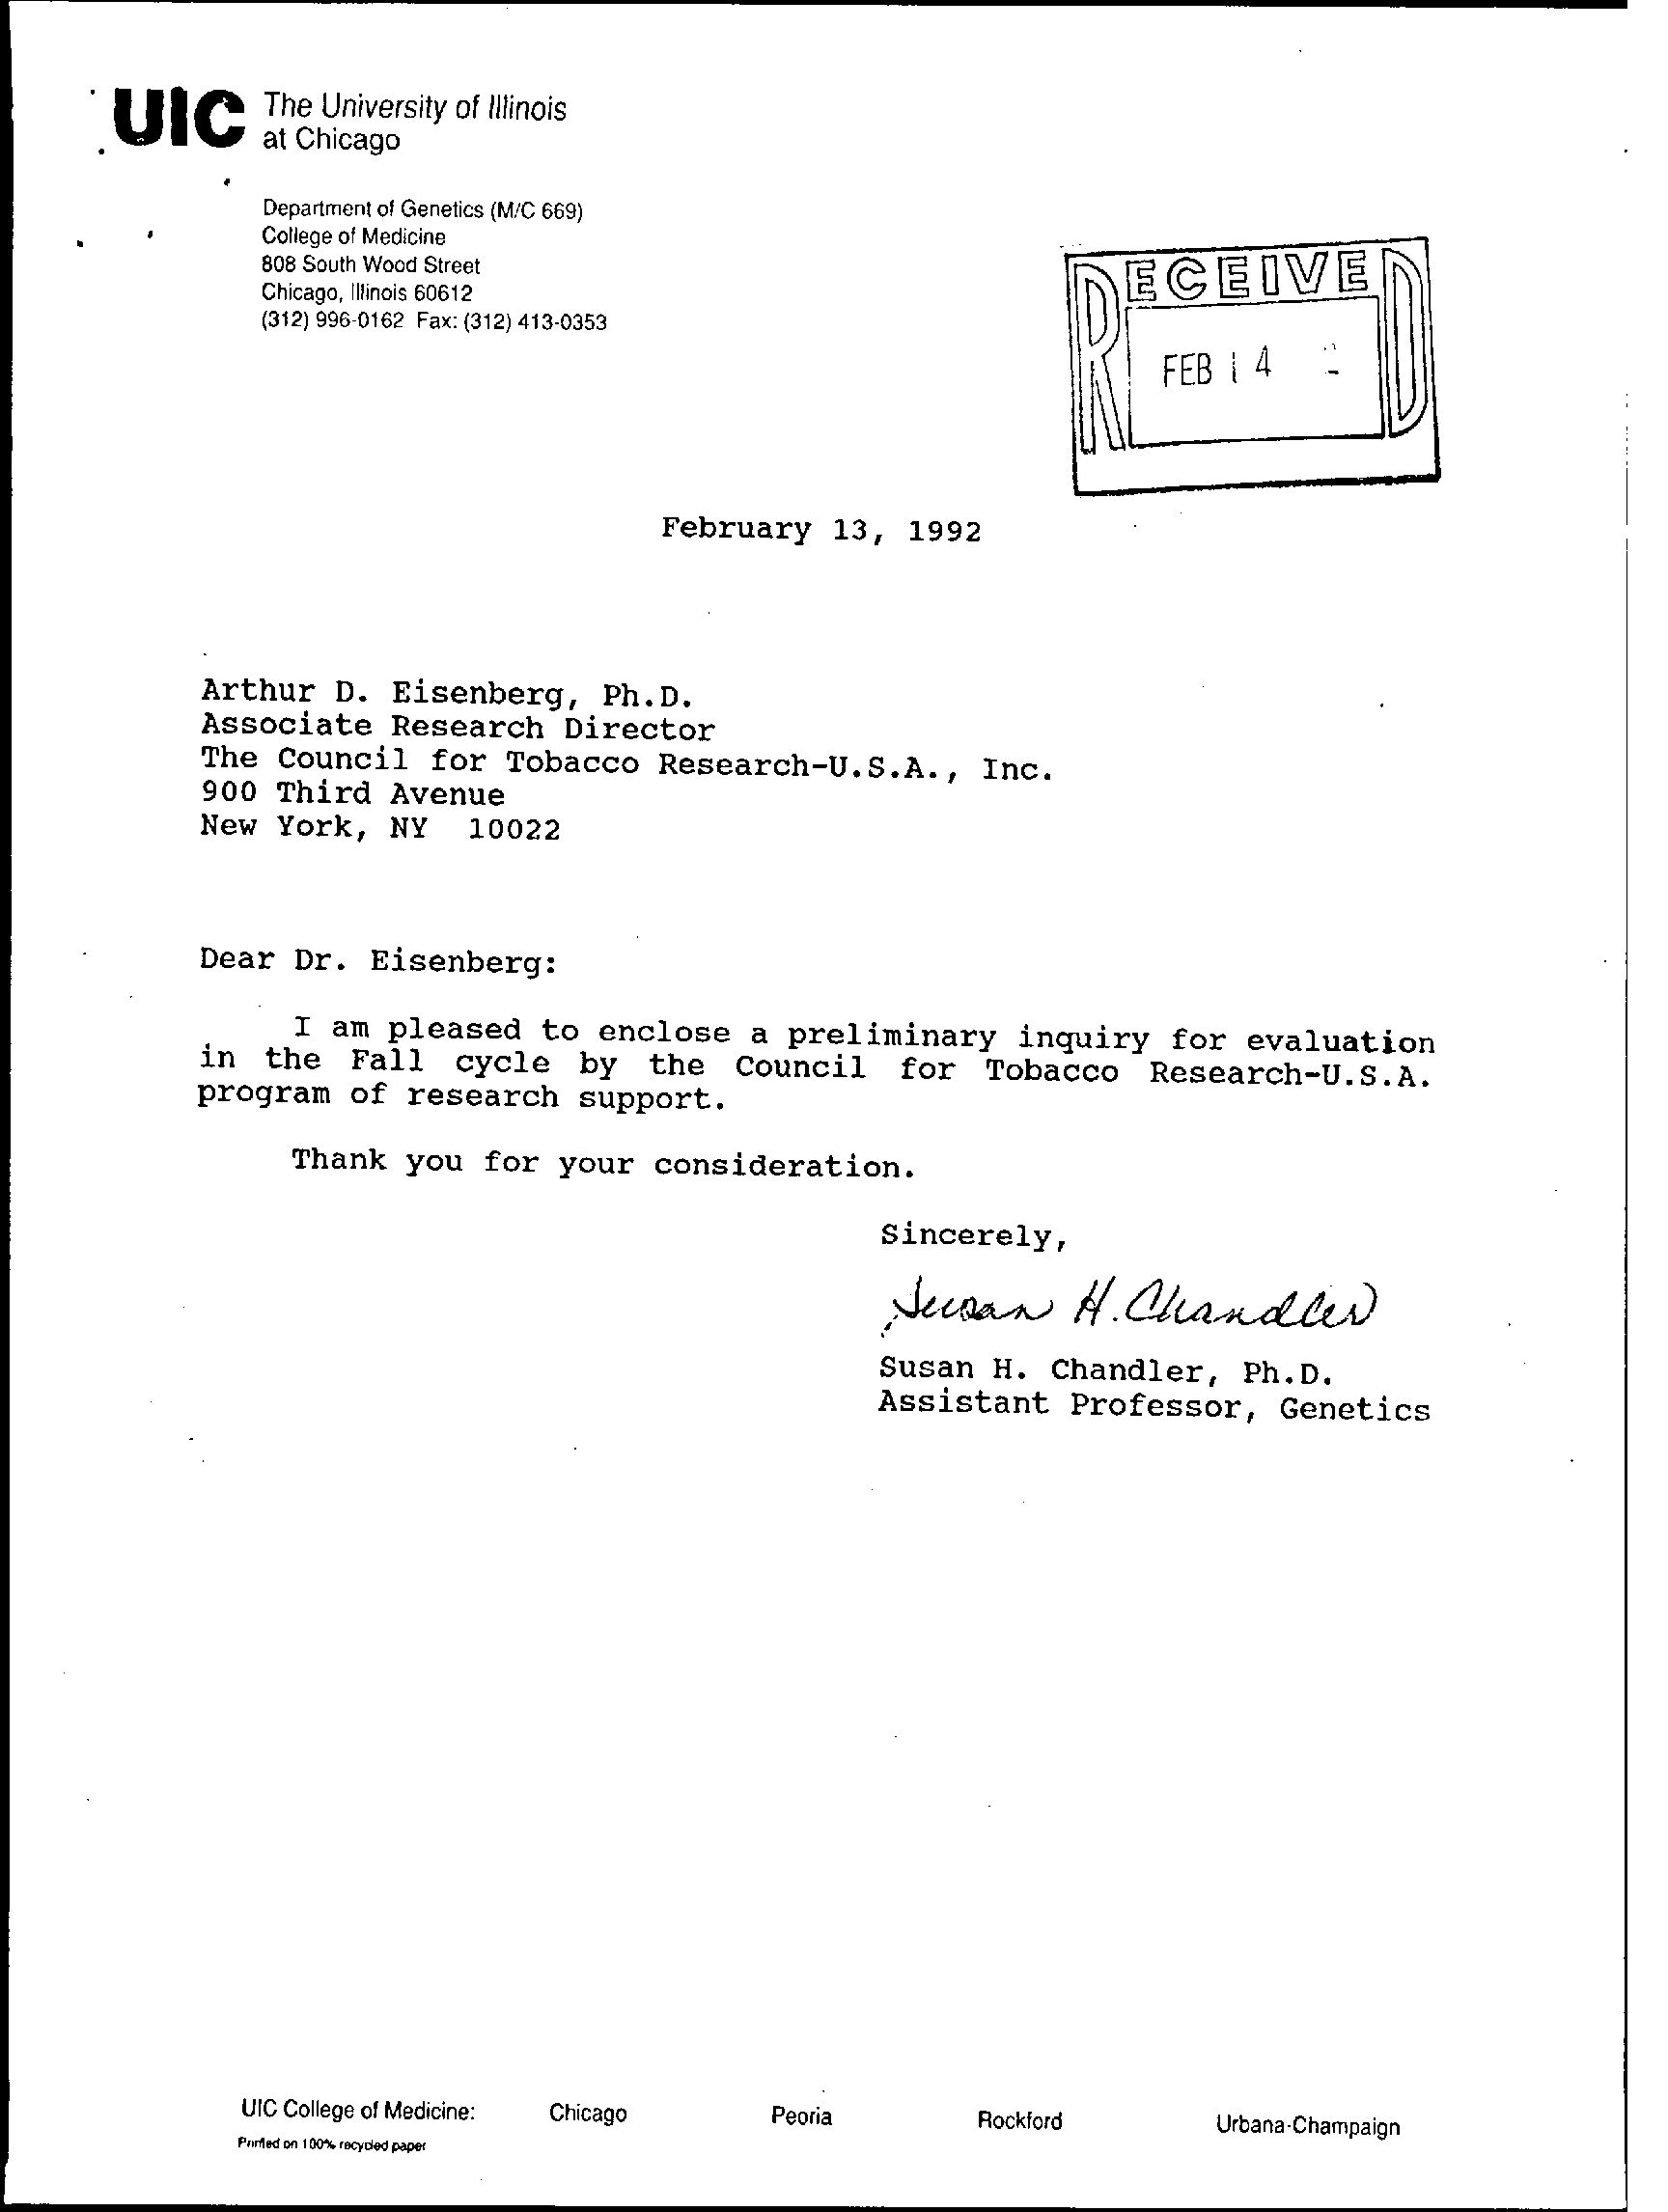 UIC The University of Illinois
at Chicago
Department of Genetics (M/C 669)
College of Medicine
808 South Wood Street
Chicago, Illinois 60612
(312) 996-0162 Fax: (312) 413-0353
RECEIVED
FEB 14
February 13, 1992
Arthur D. Eisenberg, Ph.D.
Associate Research Director
The Council for Tobacco Research-U.S.A., Inc.
900 Third Avenue
New York, NY 10022
Dear Dr. Eisenberg:
I am pleased to enclose a preliminary inquiry for evaluation
in the Fall cycle by the Council for Tobacco Research-U.S.A.
program of research support.
Thank you for your consideration.
Sincerely,
Susan H. Chandler
Susan H. Chandler, Ph.D.
Assistant Professor, Genetics
UIC College of Medicine: Chicago Peoria Rockford Urbana-Champaign
Printed on 100% recycled paper